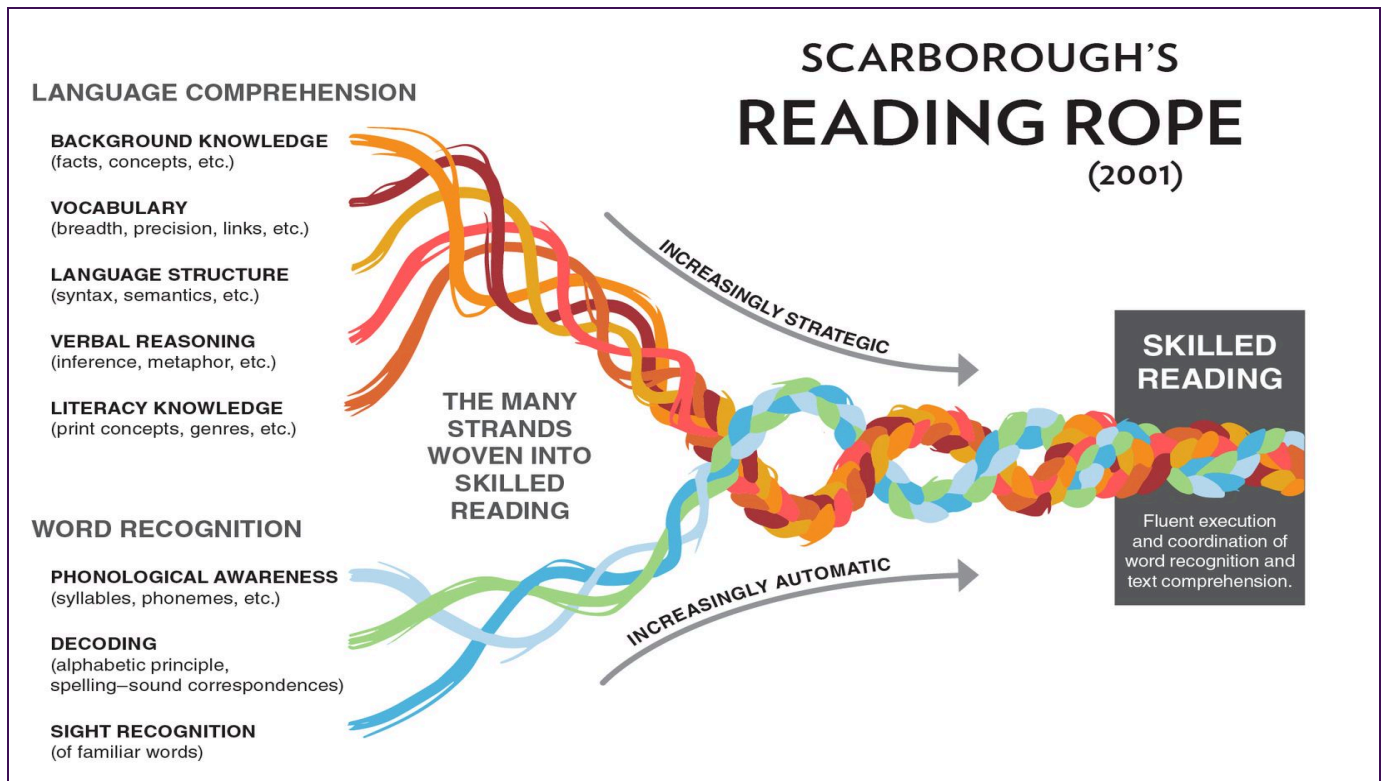 SCARBOROUGH'S
READING ROPE
(2001)
LANGUAGE COMPREHENSION
BACKGROUND KNOWLEDGE
(facts, concepts, etc.)
VOCABULARY
(breadth, precision, links, etc.)
LANGUAGE STRUCTURE
(syntax, semantics, etc.)
VERBAL REASONING
(inference, metaphor, etc.)
LITERACY KNOWLEDGE
(print concepts, genres, etc.)
WORD RECOGNITION
PHONOLOGICAL AWARENESS
(syllables, phonemes, etc.)
DECODING
(alphabetic principle,
spelling–sound correspondences)
SIGHT RECOGNITION
(of familiar words)
THE MANY
STRANDS
WOVEN INTO
SKILLED
READING
INCREASINGLY STRATEGIC
INCREASINGLY AUTOMATIC
SKILLED
READING
Fluent execution
and coordination of
word recognition and
text comprehension.